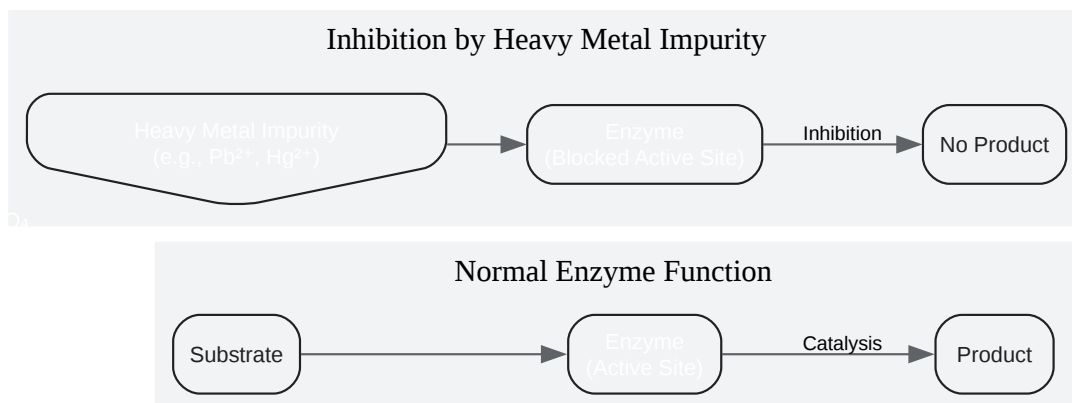 Inhibition by Heavy Metal Impurity
Heavy Metal Impurity
(e.g., Pb²⁺, Hg²⁺)
Enzyme
(Blocked Active Site)
Inhibition
No Product
O₄
Normal Enzyme Function
Substrate
Enzyme
(Active Site)
Catalysis
Product